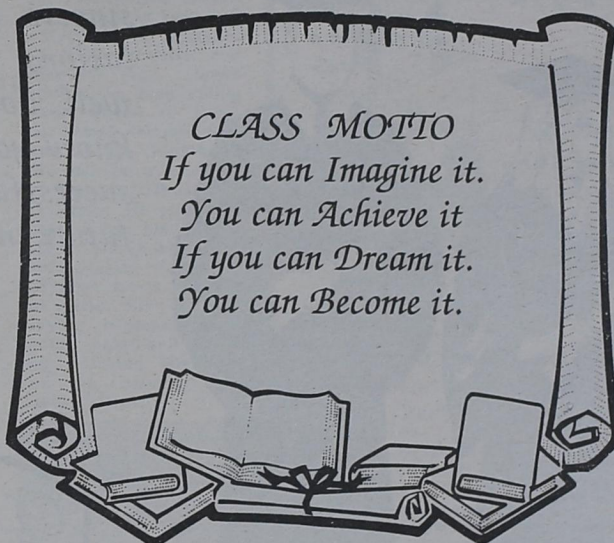 CLASS MOTTO
If you can Imagine it.
You can Achieve it
If you can Dream it.
You can Become it.